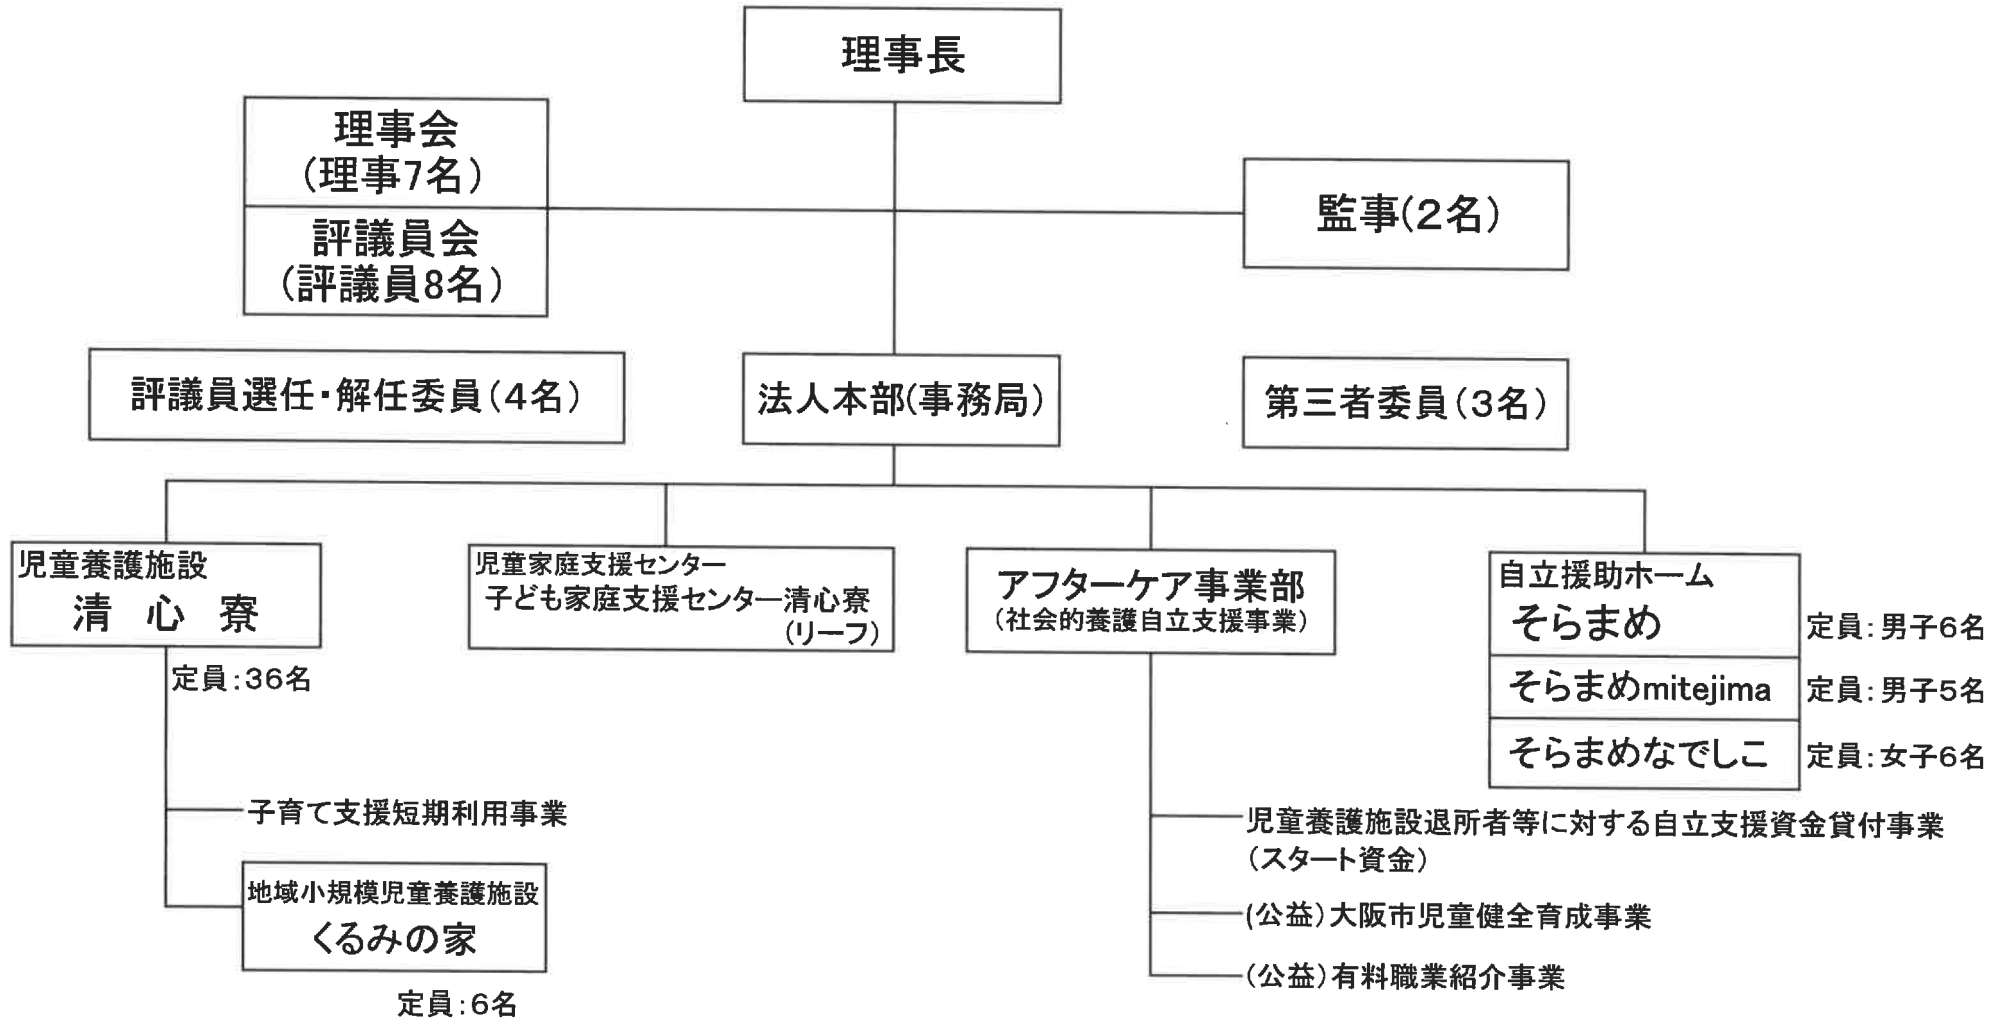 理事長
理事会
(理事7名)
評議員会
(評議員8名)
監事(2名)
評議員選任・解任委員(4名)
法人本部(事務局)
第三者委員(3名)
児童養護施設
清 心 寮
定員:36名
児童家庭支援センター
子ども家庭支援センター清心寮
(リーフ)
アフターケア事業部
(社会的養護自立支援事業)
自立援助ホーム
そらまめ
定員:男子6名
そらまめmitejima
定員:男子5名
そらまめなでしこ
定員:女子6名
子育て支援短期利用事業
地域小規模児童養護施設
くるみの家
定員:6名
児童養護施設退所者等に対する自立支援資金貸付事業
(スタート資金)
(公益)大阪市児童健全育成事業
(公益)有料職業紹介事業